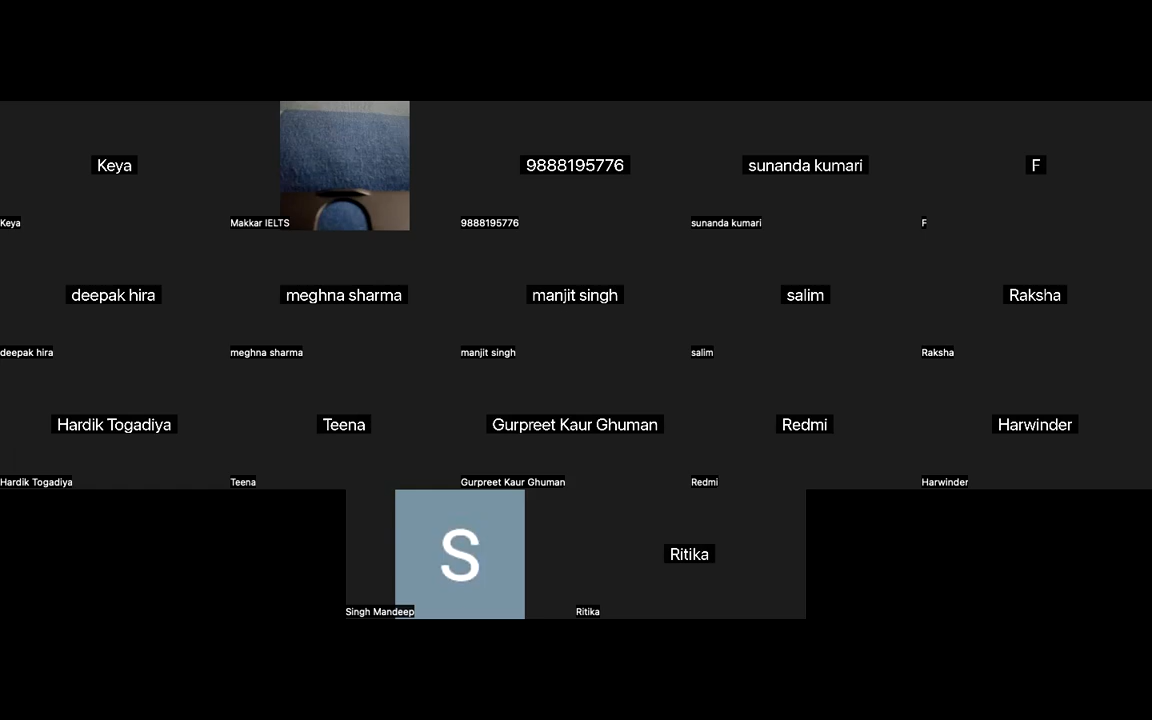 Keya
9888195776
sunanda kumari
F
Keya
Makkar IELTS
9888195776
sunanda kumari
F
deepak hira
meghna sharma
manjit singh
salim
Raksha
deepak hira
meghna sharma
manjit singh
salim
Raksha
Hardik Togadiya
Teena
Gurpreet Kaur Ghuman
Redmi
Harwinder
Hardik Togadiya
Teena
Gurpreet Kaur Ghuman
Redmi
Harwinder
S
Ritika
Singh Mandeep
Ritika